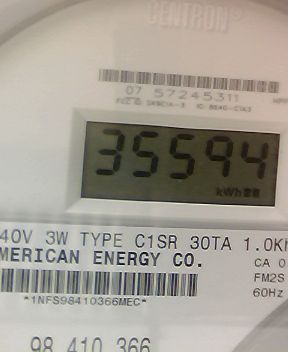 CENTRON®
07 57245311
35594
kWh
40V 3W TYPE C1SR 30TA 1.0Kh
MERICAN ENERGY CO.
CA 0
FM2S
60Hz
*1NFS98410366MEC*
98 410 366